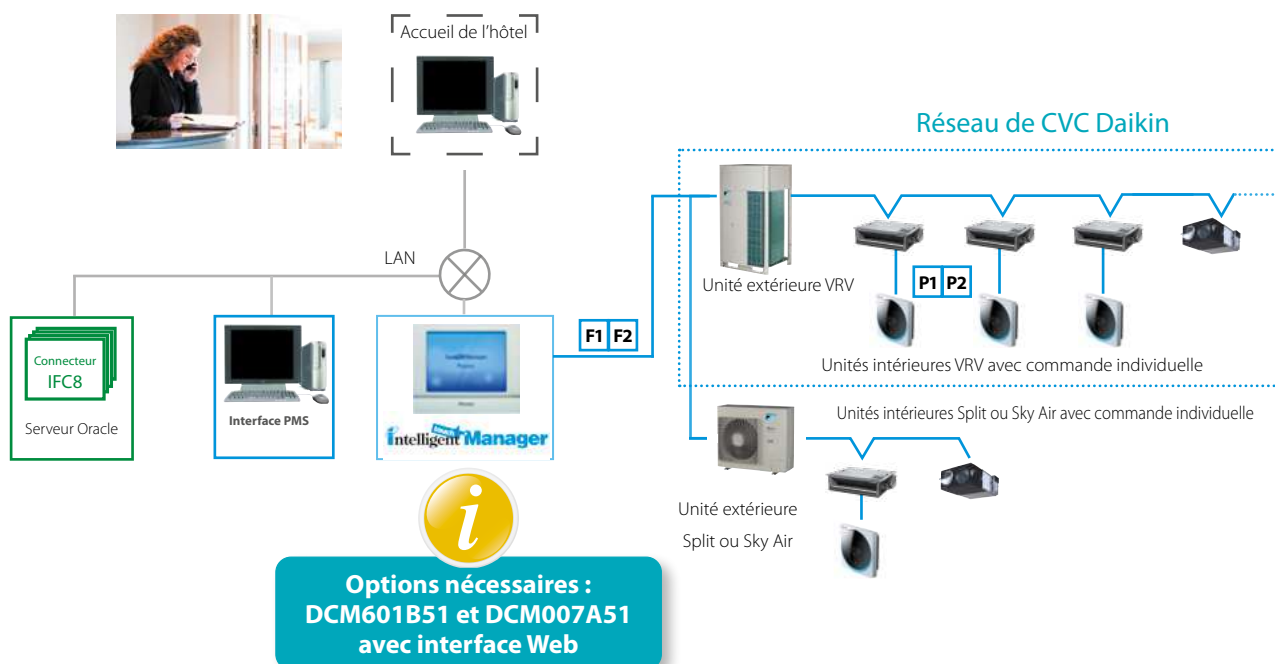 Accueil de l'hôtel
Réseau de CVC Daikin
LAN
Unité extérieure VRV
P1 P2
F1 F2
Connecteur
IFC8
Serveur Oracle
Interface PMS
intelligent Manager
Unités intérieures VRV avec commande individuelle
Unités intérieures Split ou Sky Air avec commande individuelle
Unité extérieure
Split ou Sky Air
i
Options nécessaires :
DCM601B51 et DCM007A51
avec interface Web